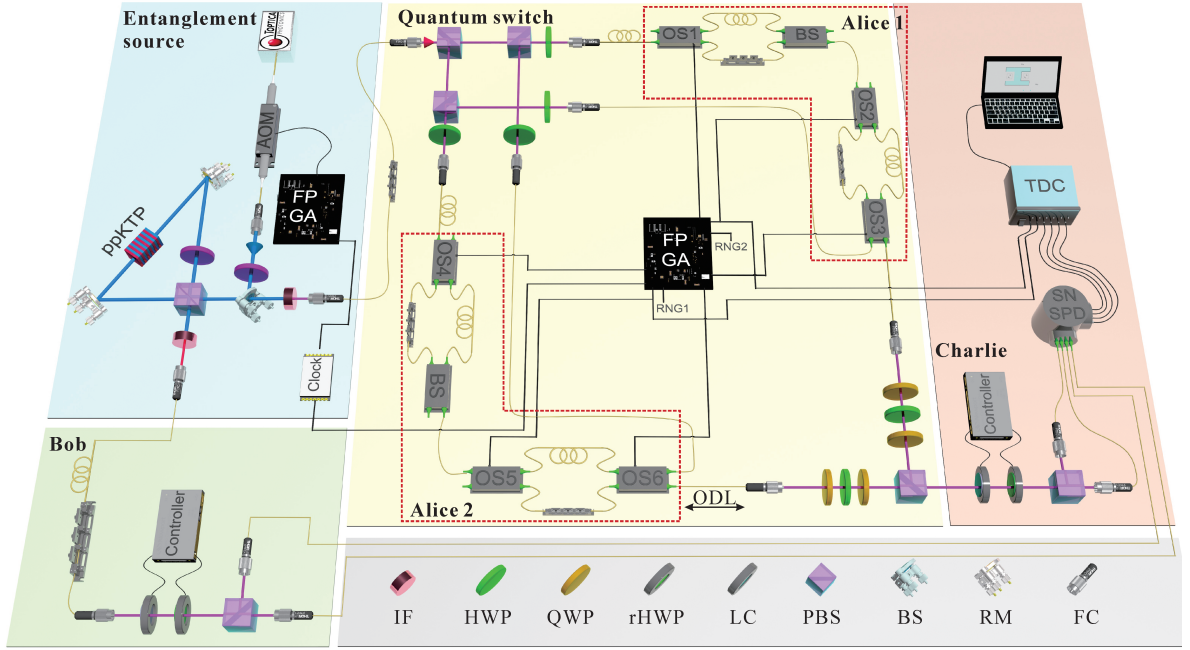 Entanglement
source
TOPTICA
AOM
FP
GA
ppKTP
Clock
Quantum switch
Alice 1
OS1
BS
OS2
OS3
FP
GA
RNG2
RNG1
OS4
BS
OS5
OS6
Alice 2
ODL
TDC
SN
SPD
Charlie
Controller
Bob
Controller
IF
HWP
QWP
rHWP
LC
PBS
BS
RM
FC